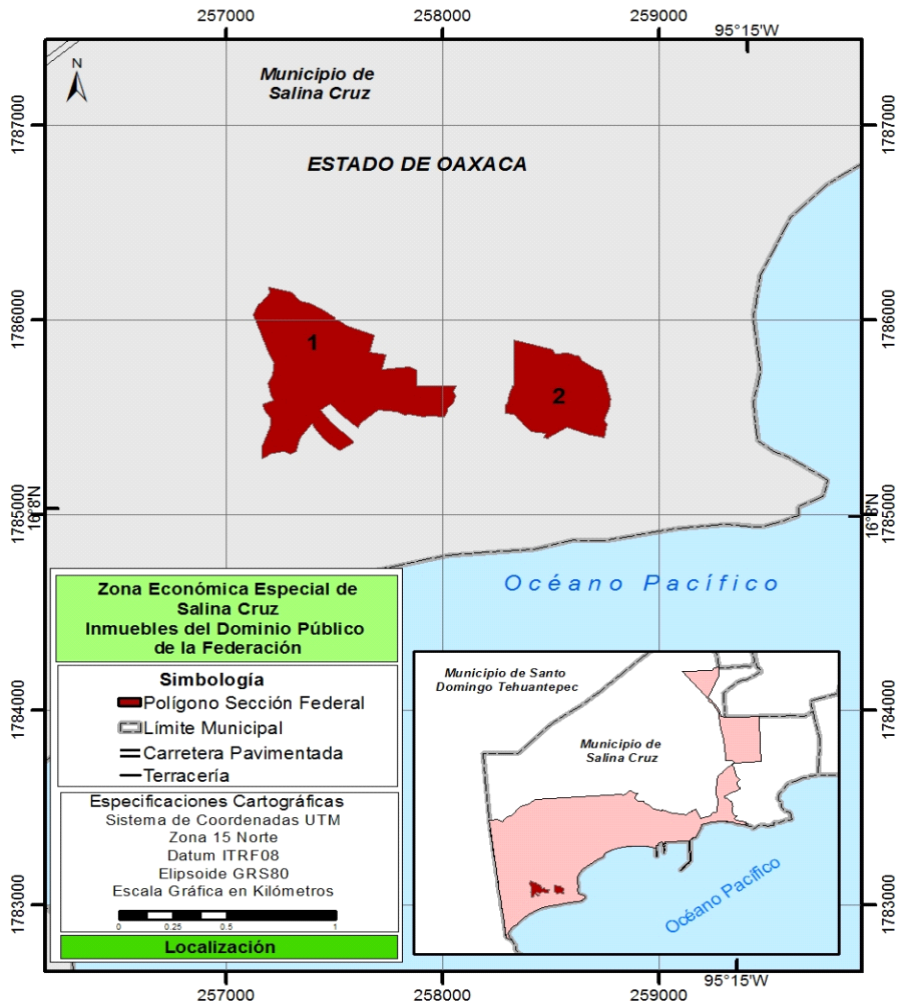 257000
258000
259000
95°15'W
N
Municipio de
Salina Cruz
ESTADO DE OAXACA
1787000
1787000
1786000
1786000
1
2
1785000
1785000
16°8'N
Océano Pacífico
Zona Económica Especial de
Salina Cruz
Inmuebles del Dominio Público
de la Federación
Simbología
Polígono Sección Federal
Límite Municipal
Carretera Pavimentada
Terracería
Especificaciones Cartográficas
Sistema de Coordenadas UTM
Zona 15 Norte
Datum ITRF08
Elipsoide GRS80
Escala Gráfica en Kilómetros
0 0.25 0.5 1
Localización
Municipio de Santo
Domingo Tehuantepec
Municipio de
Salina Cruz
Océano Pacífico
1784000
1784000
1783000
1783000
257000
258000
259000
95°15'W